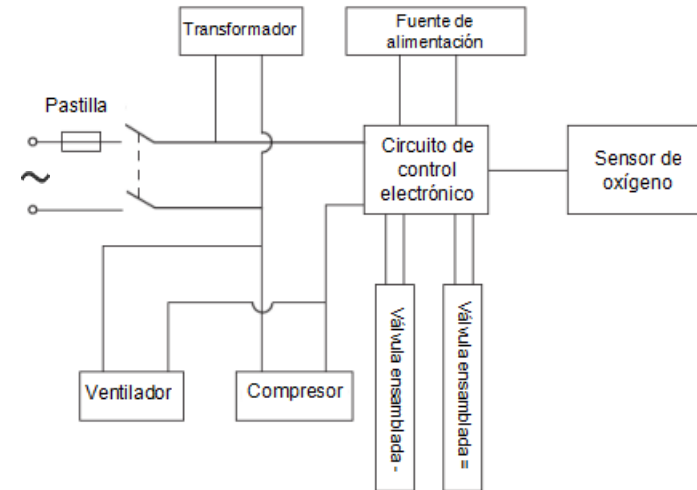 Transformador
Fuente de
alimentación
Pastilla
~
Circuito de
control
electrónico
Sensor de
oxígeno
Ventilador
Compresor
Válvula ensamblada -
Válvula ensamblada =